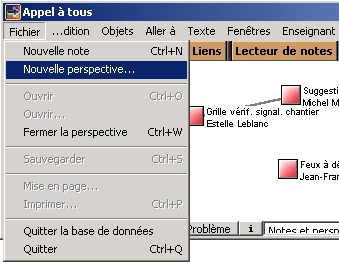 Appel à tous
Fichier ...dition Objets Aller à Texte Fenêtres Enseignant
Nouvelle note Ctrl+N
Nouvelle perspective...
Ouvrir Ctrl+O
Ouvrir...
Fermer la perspective Ctrl+W
Sauvegarder Ctrl+S
Mise en page...
Imprimer... Ctrl+P
Quitter la base de données
Quitter Ctrl+Q
Liens Lecteur de notes
Suggesti
Michel M
Grille vérif. signal. chantier
Estelle Leblanc
Feux à dé
Jean-Fran
Problème i Notes et persp